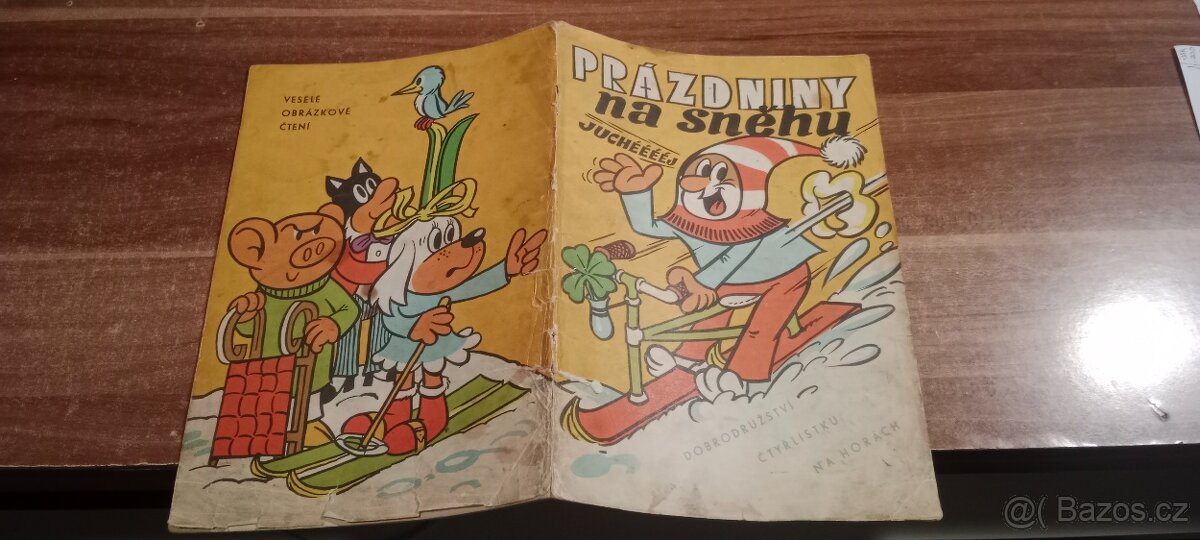 VESELÉ
OBRÁZKOVÉ
ČTENÍ
PRÁZDNINY
na sněhu
JUCHÉÉÉÉJ
DOBRODRUŽSTVÍ
ČTYŘLÍSTKU
NA HORÁCH
@( Bazos.cz